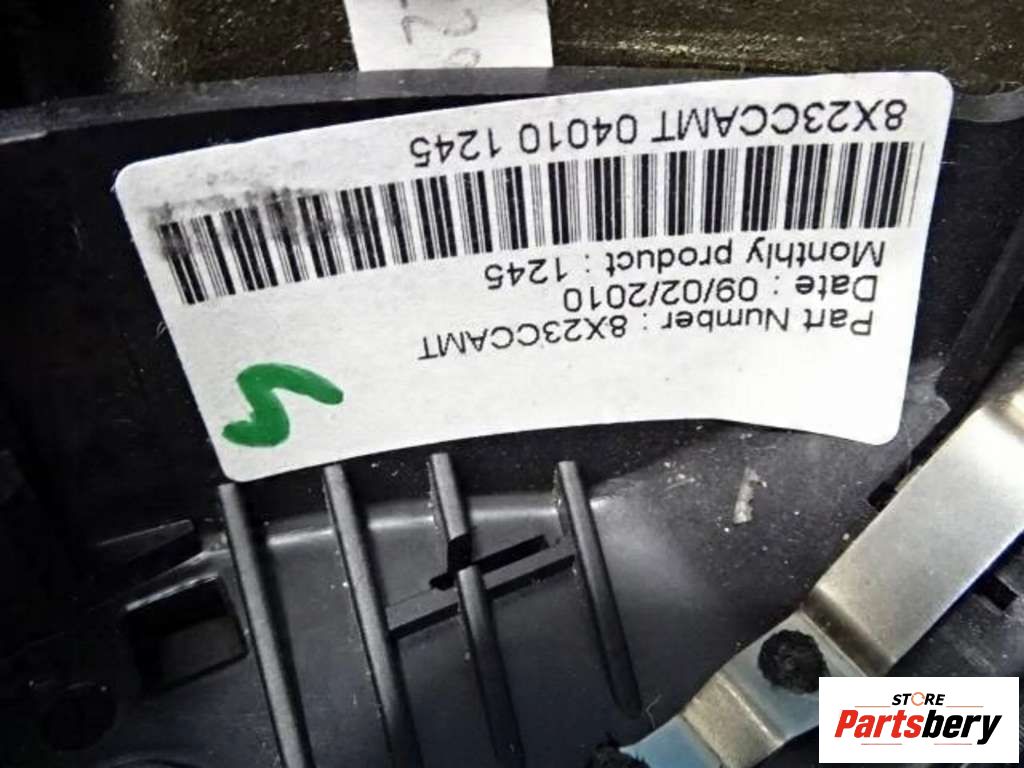 8X23CCAMT 04010 1245
Monthly product : 1245
Date : 09/02/2010
Part Number : 8X23CCAMT
STORE
Partsbery